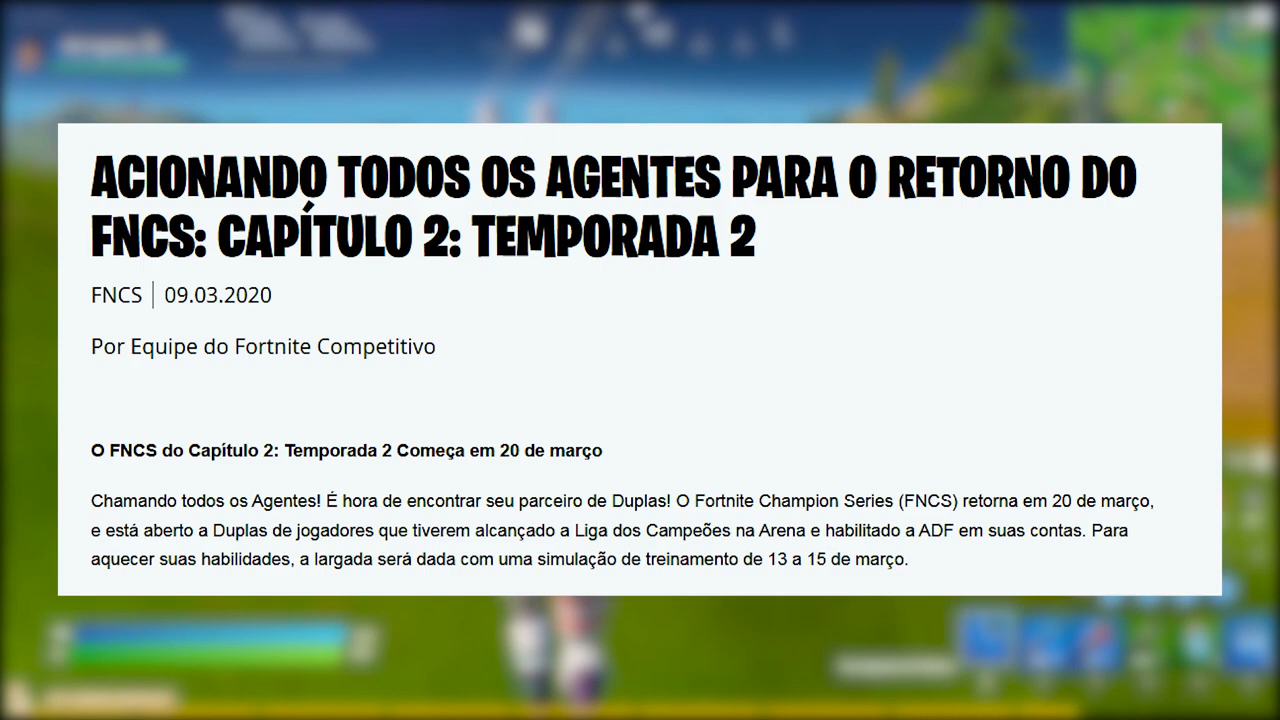 ACIONANDO TODOS OS AGENTES PARA O RETORNO DO
FNCS: CAPÍTULO 2: TEMPORADA 2
FNCS | 09.03.2020
Por Equipe do Fortnite Competitivo
O FNCS do Capítulo 2: Temporada 2 Começa em 20 de março
Chamando todos os Agentes! É hora de encontrar seu parceiro de Duplas! O Fortnite Champion Series (FNCS) retorna em 20 de março,
e está aberto a Duplas de jogadores que tiverem alcançado a Liga dos Campeões na Arena e habilitado a ADF em suas contas. Para
aquecer suas habilidades, a largada será dada com uma simulação de treinamento de 13 a 15 de março.